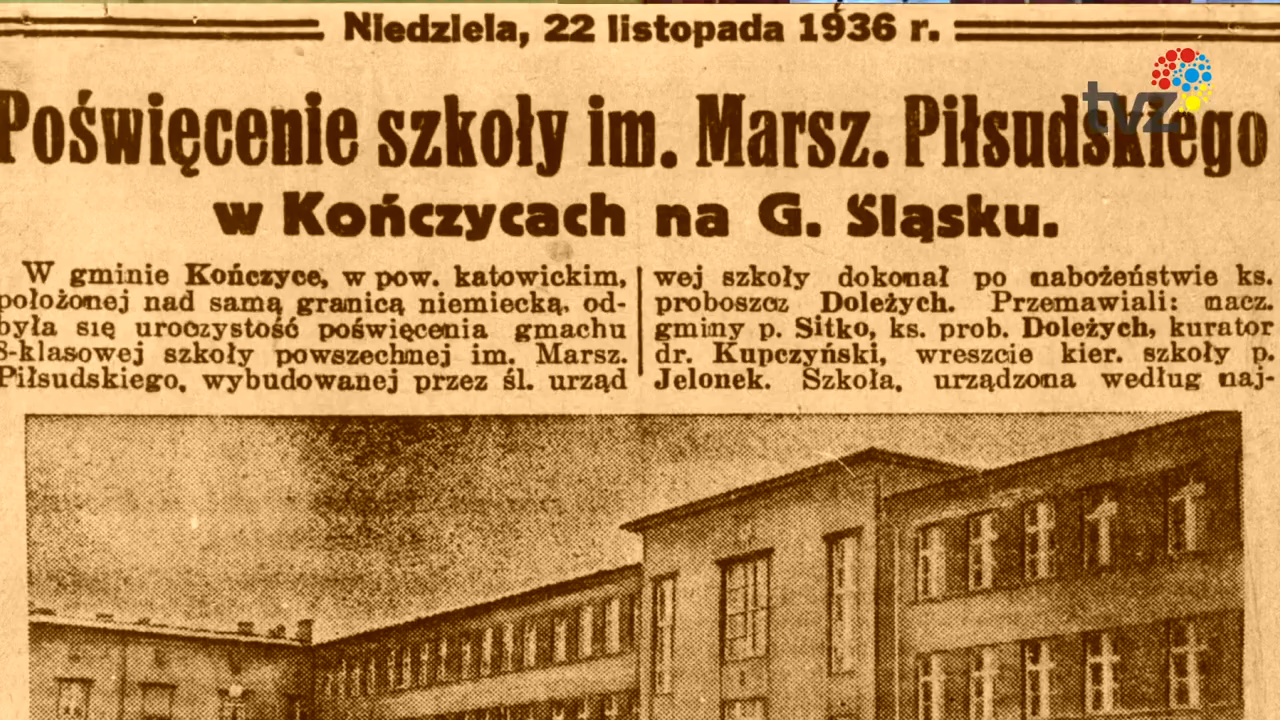 Niedziela, 22 listopada 1936 r.
tvz
Poświęcenie szkoły im. Marsz. Piłsudskiego
w Kończycach na G. Śląsku.
W gminie Kończyce, w pow. katowickim,
położonej nad samą granicą niemiecką, od-
była się uroczystość poświęcenia gmachu
8-klasowej szkoły powszechnej im. Marsz.
Piłsudskiego, wybudowanej przez śl. urząd
wej szkoły dokonał po nabożeństwie ks.
proboszcz Doleżych. Przemawiali: nacz.
gminy p. Sitko, ks. prob. Doleżych, kurator
dr. Kupczyński, wreszcie kier. szkoły p.
Jelonek. Szkoła, urządzona według naj-